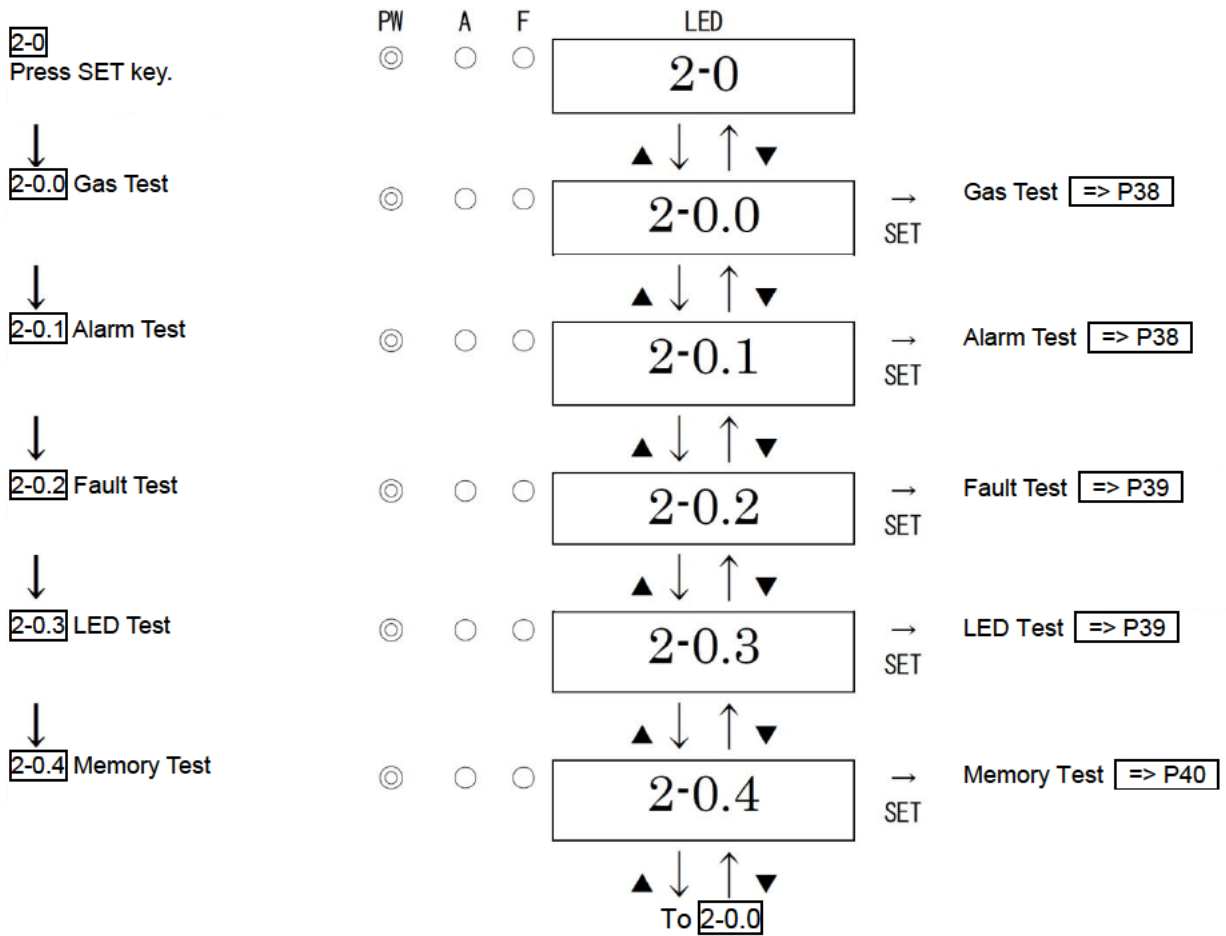 PW A F LED
2-0
Press SET key.
2-0
▲ ↓ ↑ ▼
↓
2-0.0 Gas Test
2-0.0
→ SET
Gas Test => P38
▲ ↓ ↑ ▼
↓
2-0.1 Alarm Test
2-0.1
→ SET
Alarm Test => P38
▲ ↓ ↑ ▼
↓
2-0.2 Fault Test
2-0.2
→ SET
Fault Test => P39
▲ ↓ ↑ ▼
↓
2-0.3 LED Test
2-0.3
→ SET
LED Test => P39
▲ ↓ ↑ ▼
↓
2-0.4 Memory Test
2-0.4
→ SET
Memory Test => P40
▲ ↓ ↑ ▼
To 2-0.0